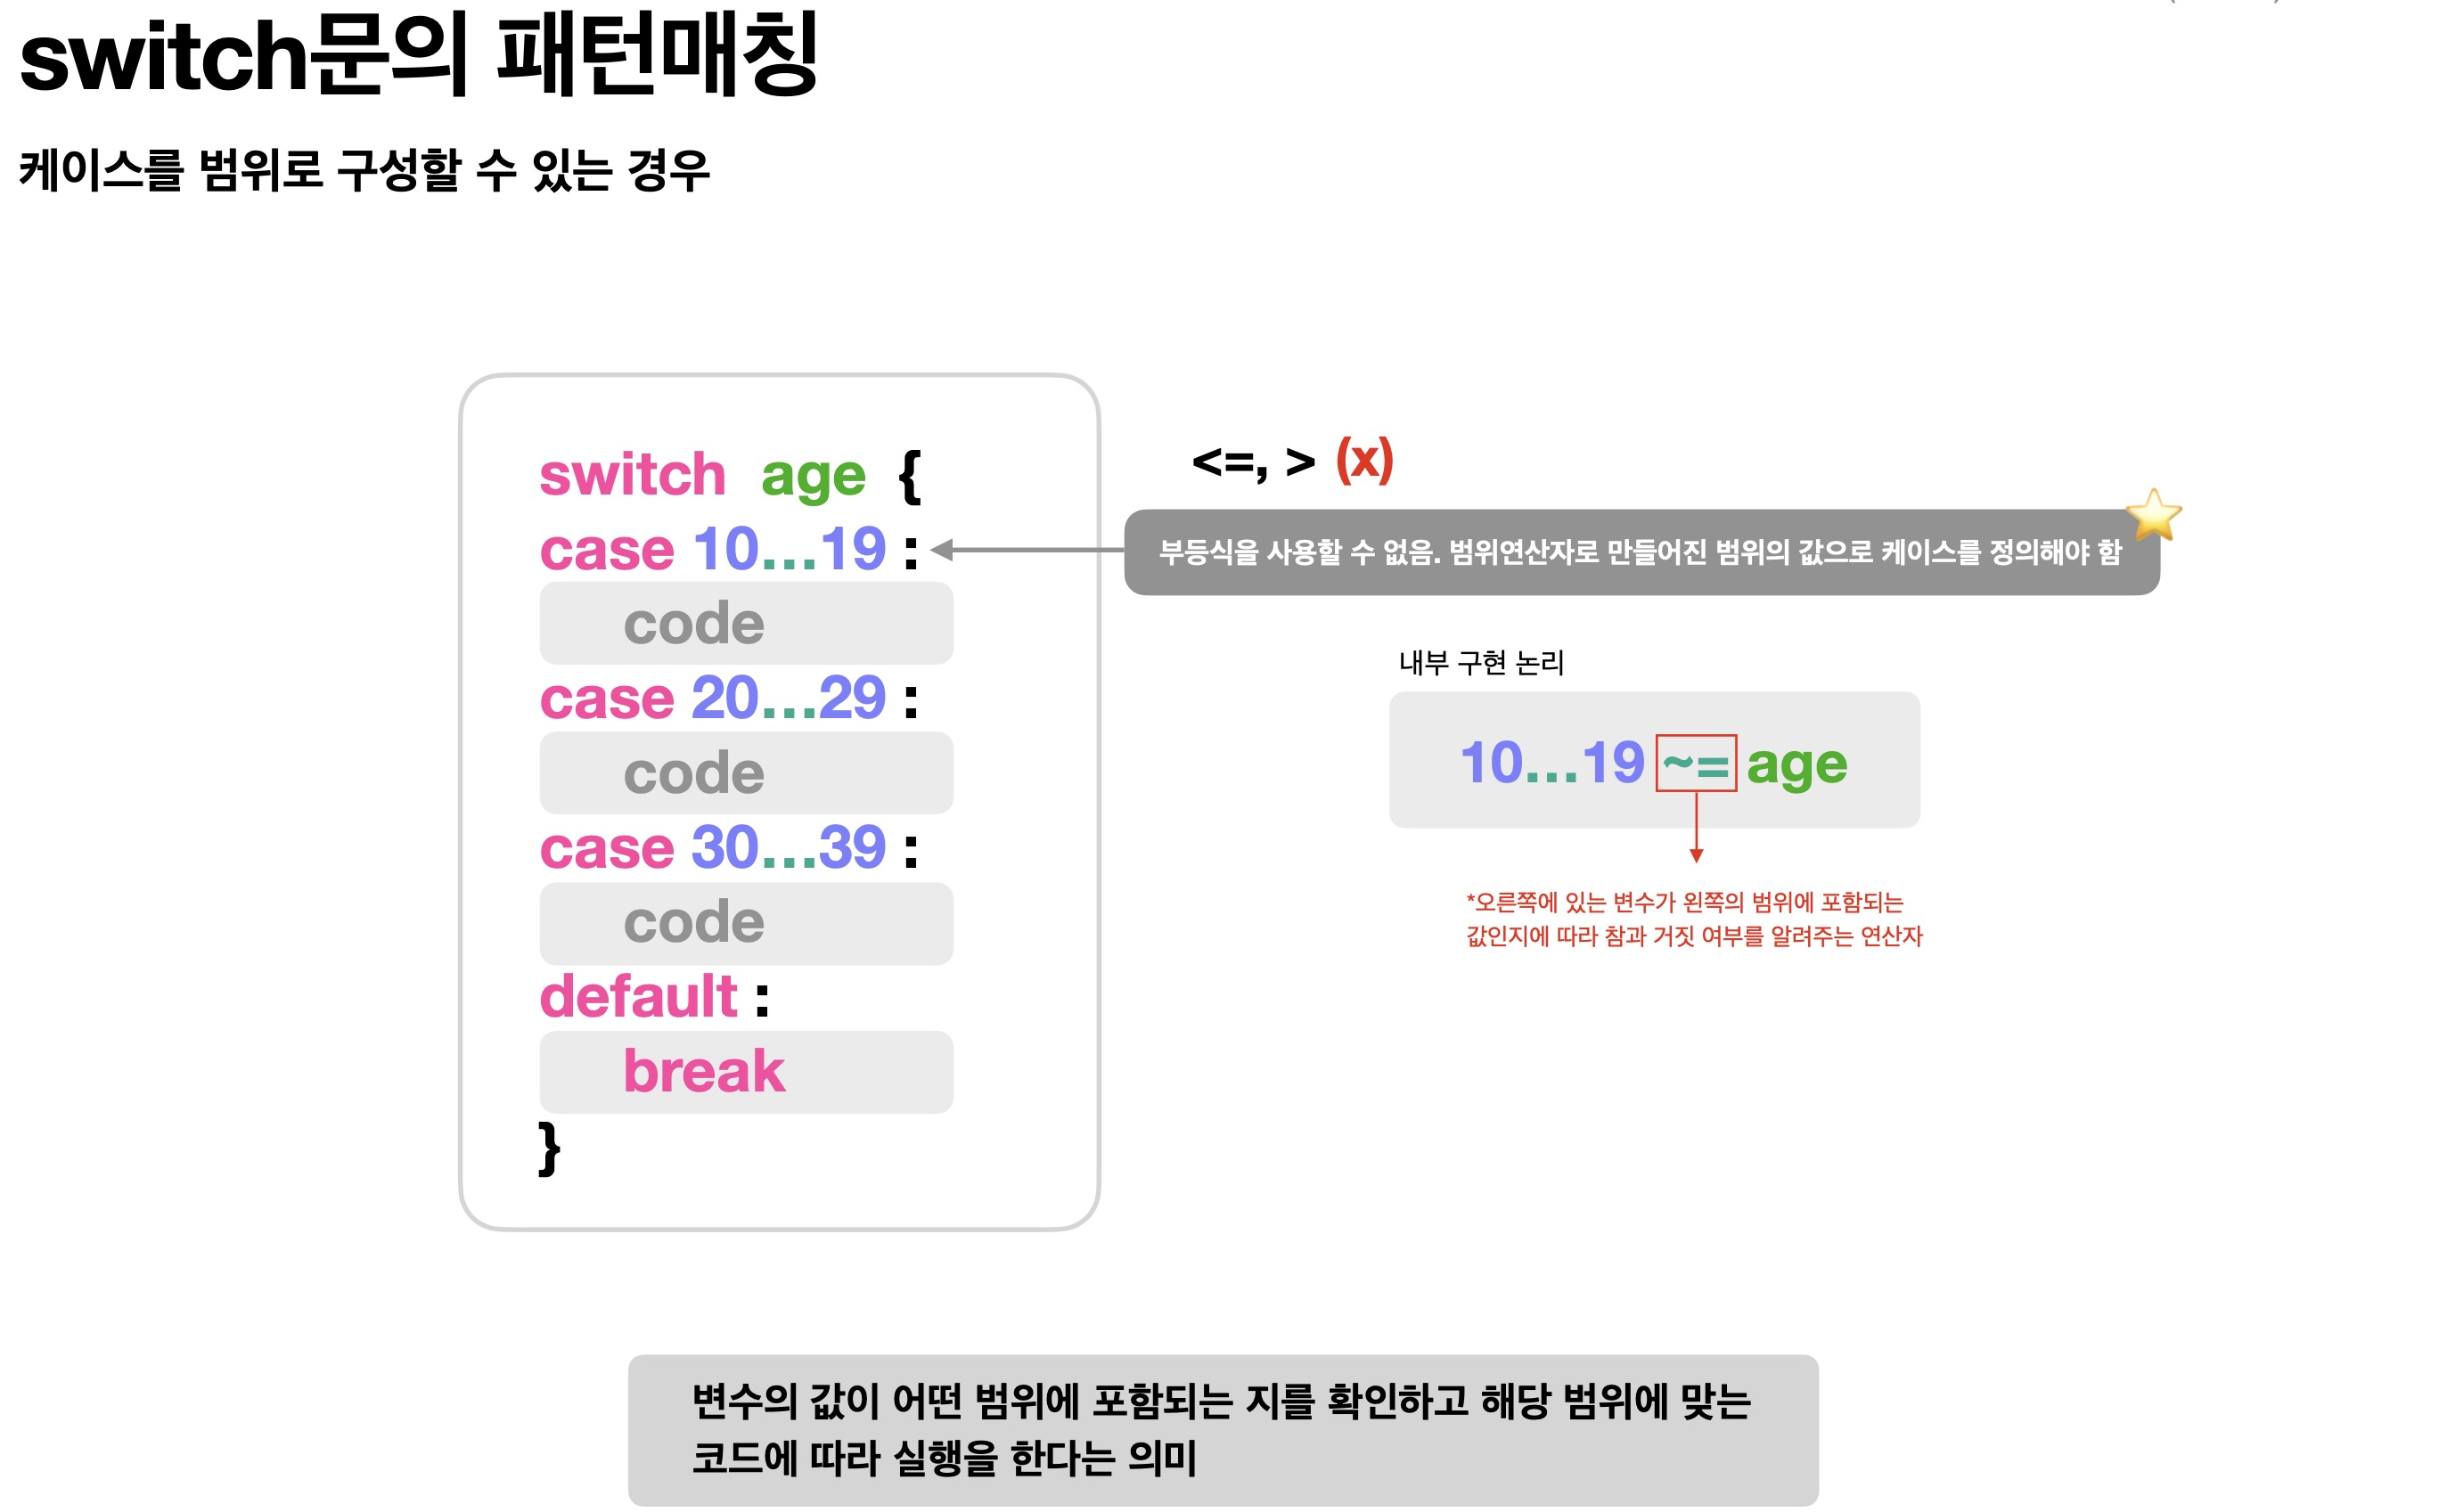 switch문의 패턴매칭
케이스를 범위로 구성할 수 있는 경우
switch age {
case 10...19 :
code
case 20...29 :
code
case 30...39 :
code
default :
break
}
<=, > (x)
부등식을 사용할 수 없음. 범위연산자로 만들어진 범위의 값으로 케이스를 정의해야 함
내부 구현 논리
10...19 ~= age
*오른쪽에 있는 변수가 왼쪽의 범위에 포함되는
값인지에 따라 참과 거짓 여부를 알려주는 연산자
변수의 값이 어떤 범위에 포함되는 지를 확인하고 해당 범위에 맞는
코드에 따라 실행을 한다는 의미